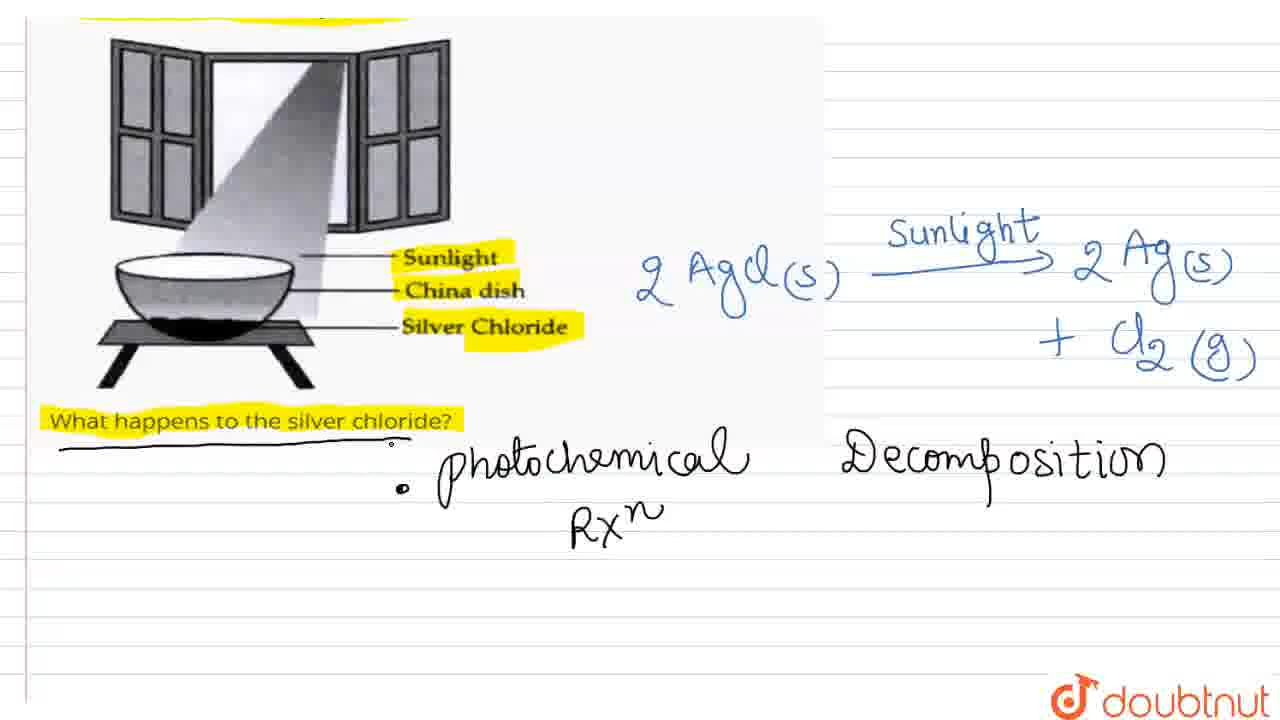 Sunlight
China dish
Silver Chloride
What happens to the silver chloride?
2 AgCl (s) Sunlight → 2 Ag (s)
+ Cl2 (g)
• Photochemical Decomposition
Rxn
doubtnut